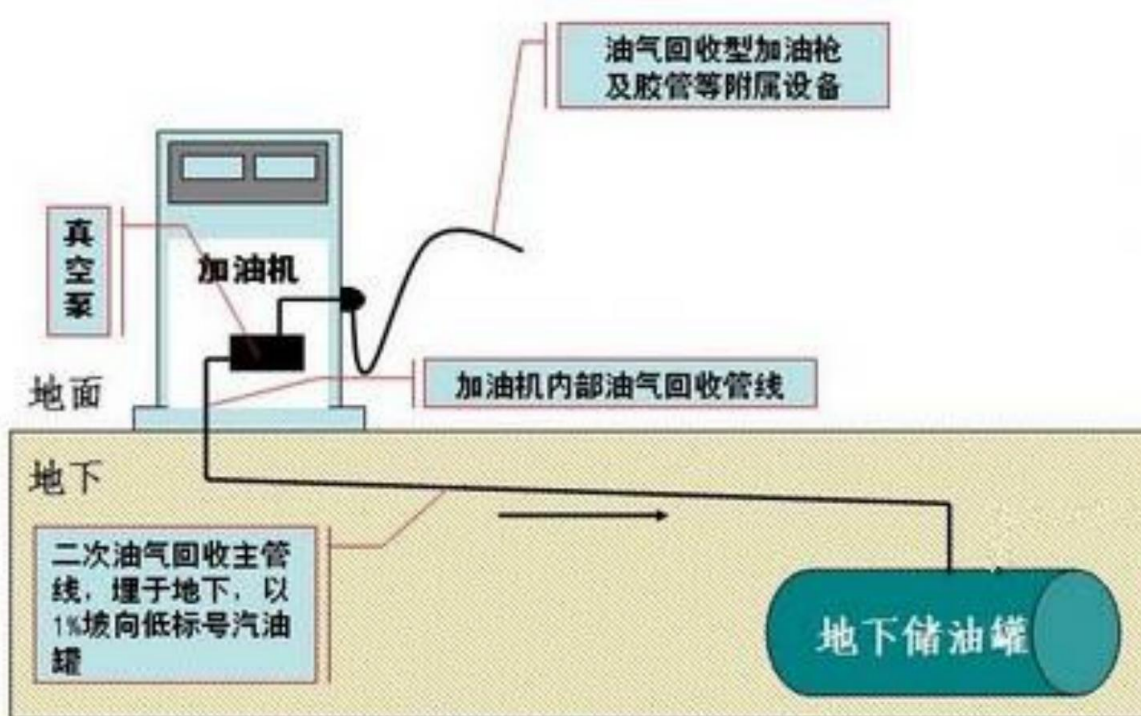 油气回收型加油枪
及胶管等附属设备
真
空
泵
加油机
地面
加油机内部油气回收管线
地下
二次油气回收主管
线，埋于地下，以
1%坡向低标号汽油
罐
地下储油罐